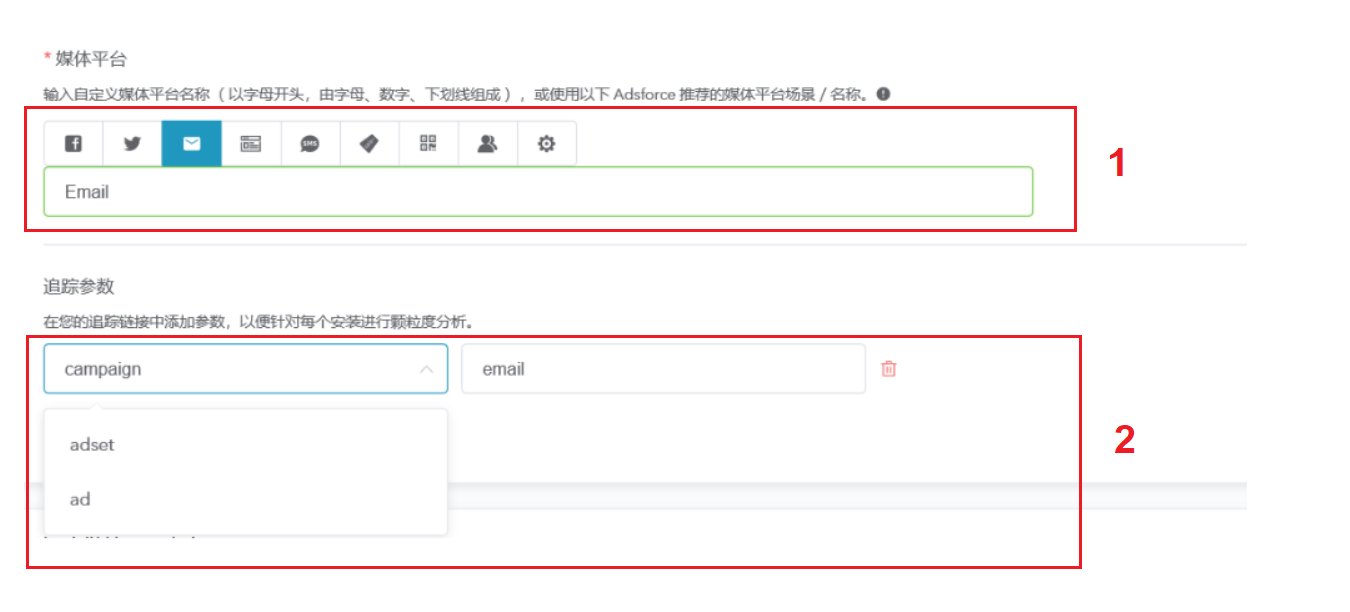 * 媒体平台
输入自定义媒体平台名称（以字母开头，由字母、数字、下划线组成），或使用以下 Adsforce 推荐的媒体平台场景 / 名称。
SMS
1
Email
追踪参数
在您的追踪链接中添加参数，以便针对每个安装进行颗粒度分析。
campaign email
2
adset
ad